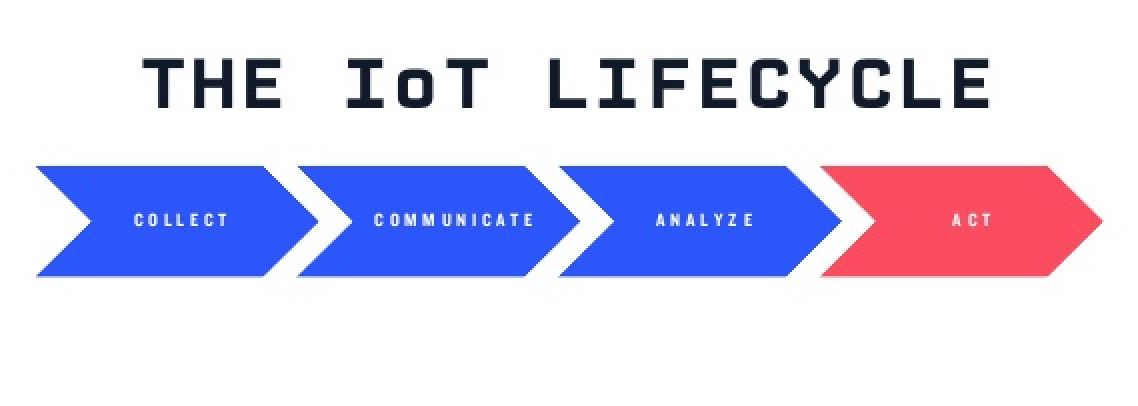 THE IoT LIFECYCLE
COLLECT COMMUNICATE ANALYZE ACT